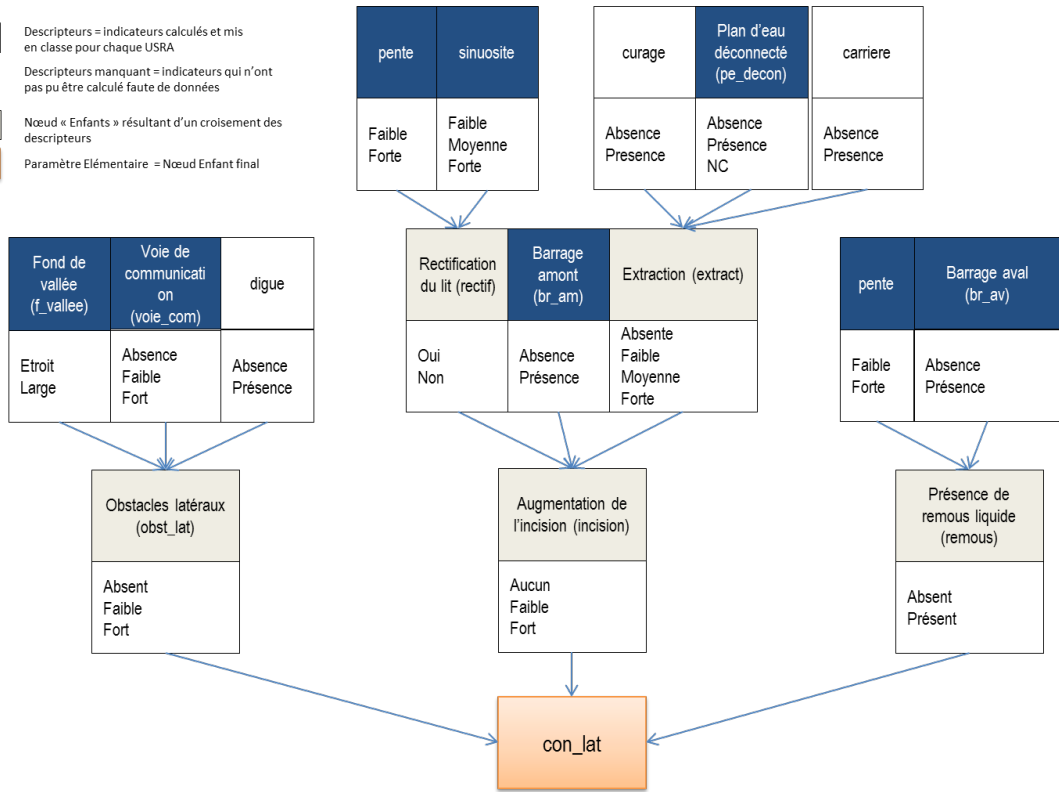 Descripteurs = indicateurs calculés et mis
en classe pour chaque USRA
Descripteurs manquant = indicateurs qui n'ont
pas pu être calculé faute de données
Nœud « Enfants » résultant d'un croisement des
descripteurs
Paramètre Elémentaire = Nœud Enfant final
pente
sinuosite
Faible
Forte
Faible
Moyenne
Forte
curage
Plan d'eau
déconnecté
(pe_decon)
carriere
Absence
Presence
Absence
Présence
NC
Absence
Presence
Fond de
vallée
(f_vallee)
Voie de
communicati
on
(voie_com)
digue
Etroit
Large
Absence
Faible
Fort
Absence
Présence
Rectification
du lit (rectif)
Barrage
amont
(br_am)
Extraction (extract)
Oui
Non
Absence
Présence
Absente
Faible
Moyenne
Forte
pente
Barrage aval
(br_av)
Faible
Forte
Absence
Présence
Obstacles latéraux
(obst_lat)
Absent
Faible
Fort
Augmentation de
l'incision (incision)
Aucun
Faible
Fort
Présence de
remous liquide
(remous)
Absent
Présent
con_lat